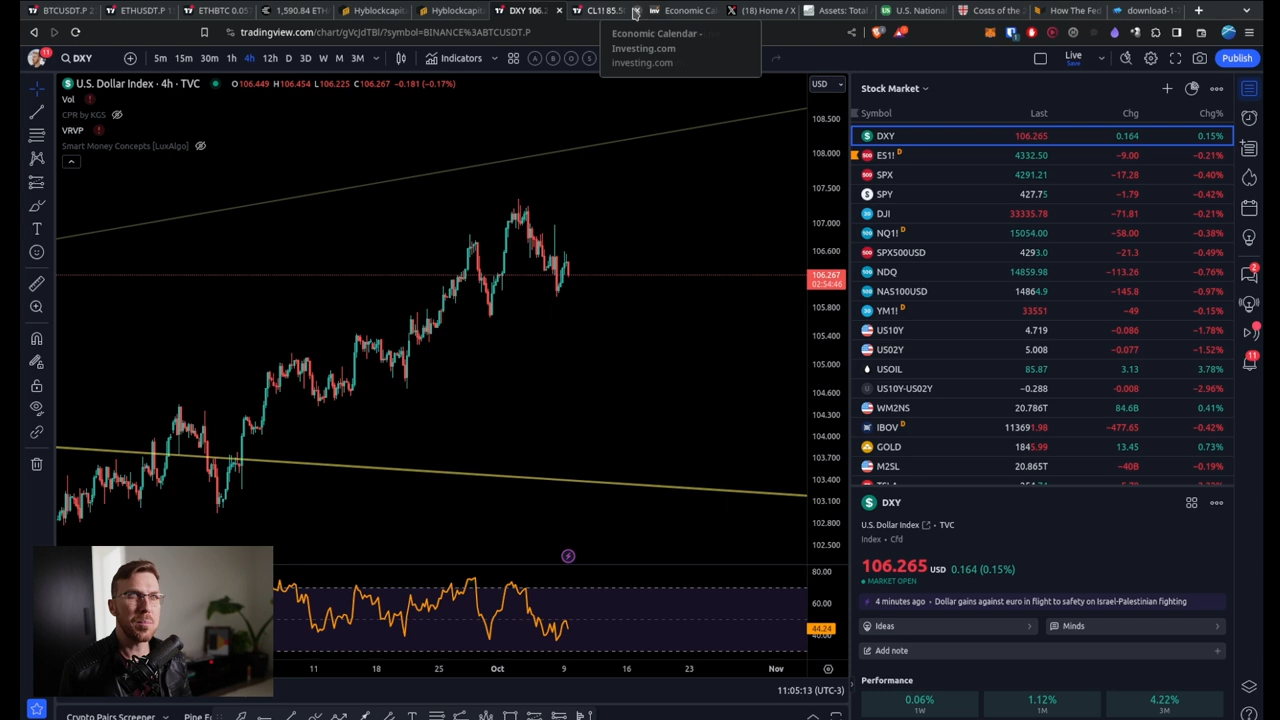 BTCUSDT.P 2
ETHUSDT.P 1
ETHBTC 0.05
1,590.84 ETH
Hyblockcapit
Hyblockcapit
DXY 106.2
CL1! 85.5
Economic Cal
(18) Home / X
Assets: Total
U.S. National
Costs of the
How The Fed
download-1-
tradingview.com/chart/gVcJdTBl/?symbol=BINANCE%3ABTCUSDT.P
Economic Calendar -
Investing.com
investing.com
11
DXY
5m 15m 30m 1h 4h 12h D 3D W M 3M
Indicators
Live
Save
Publish
U.S. Dollar Index · 4h · TVC
O106.449 H106.454 L106.225 C106.267 −0.181 (−0.17%)
Vol
CPR by KGS
VRVP
Smart Money Concepts [LuxAlgo]
USD
108.500
108.000
107.500
107.000
106.600
106.267
02:54:46
105.800
105.400
105.000
104.600
104.300
104.000
103.700
103.400
103.100
102.800
102.500
80.00
60.00
44.74
40.00
11 18 25 Oct 9 16 23 Nov
11:05:13 (UTC-3)
Crypto Pairs Screener
Pine E
Stock Market
Symbol Last Chg Chg%
DXY 106.265 0.164 0.15%
ES1! D 4332.50 −9.00 −0.21%
SPX 4291.21 −17.28 −0.40%
SPY 427.75 −1.79 −0.42%
DJI 33335.78 −71.81 −0.21%
NQ1! D 15054.00 −58.00 −0.38%
SPX500USD 4293.0 −21.3 −0.49%
NDQ 14859.98 −113.26 −0.76%
NAS100USD 14864.9 −145.8 −0.97%
YM1! D 33551 −49 −0.15%
US10Y 4.719 −0.086 −1.78%
US02Y 5.008 −0.077 −1.52%
USOIL 85.87 3.13 3.78%
US10Y-US02Y −0.288 −0.008 −2.96%
WM2NS 20.786T 84.6B 0.41%
IBOV D 113691.98 −477.65 −0.42%
GOLD 1845.99 13.45 0.73%
M2SL 20.865T −40B −0.19%
DXY
U.S. Dollar Index • TVC
Index • Cfd
106.265 USD 0.164 (0.15%)
MARKET OPEN
4 minutes ago • Dollar gains against euro in flight to safety on Israel-Palestinian fighting
Ideas
Minds
Add note
Performance
0.06%
1W
1.12%
1M
4.22%
3M
2
11